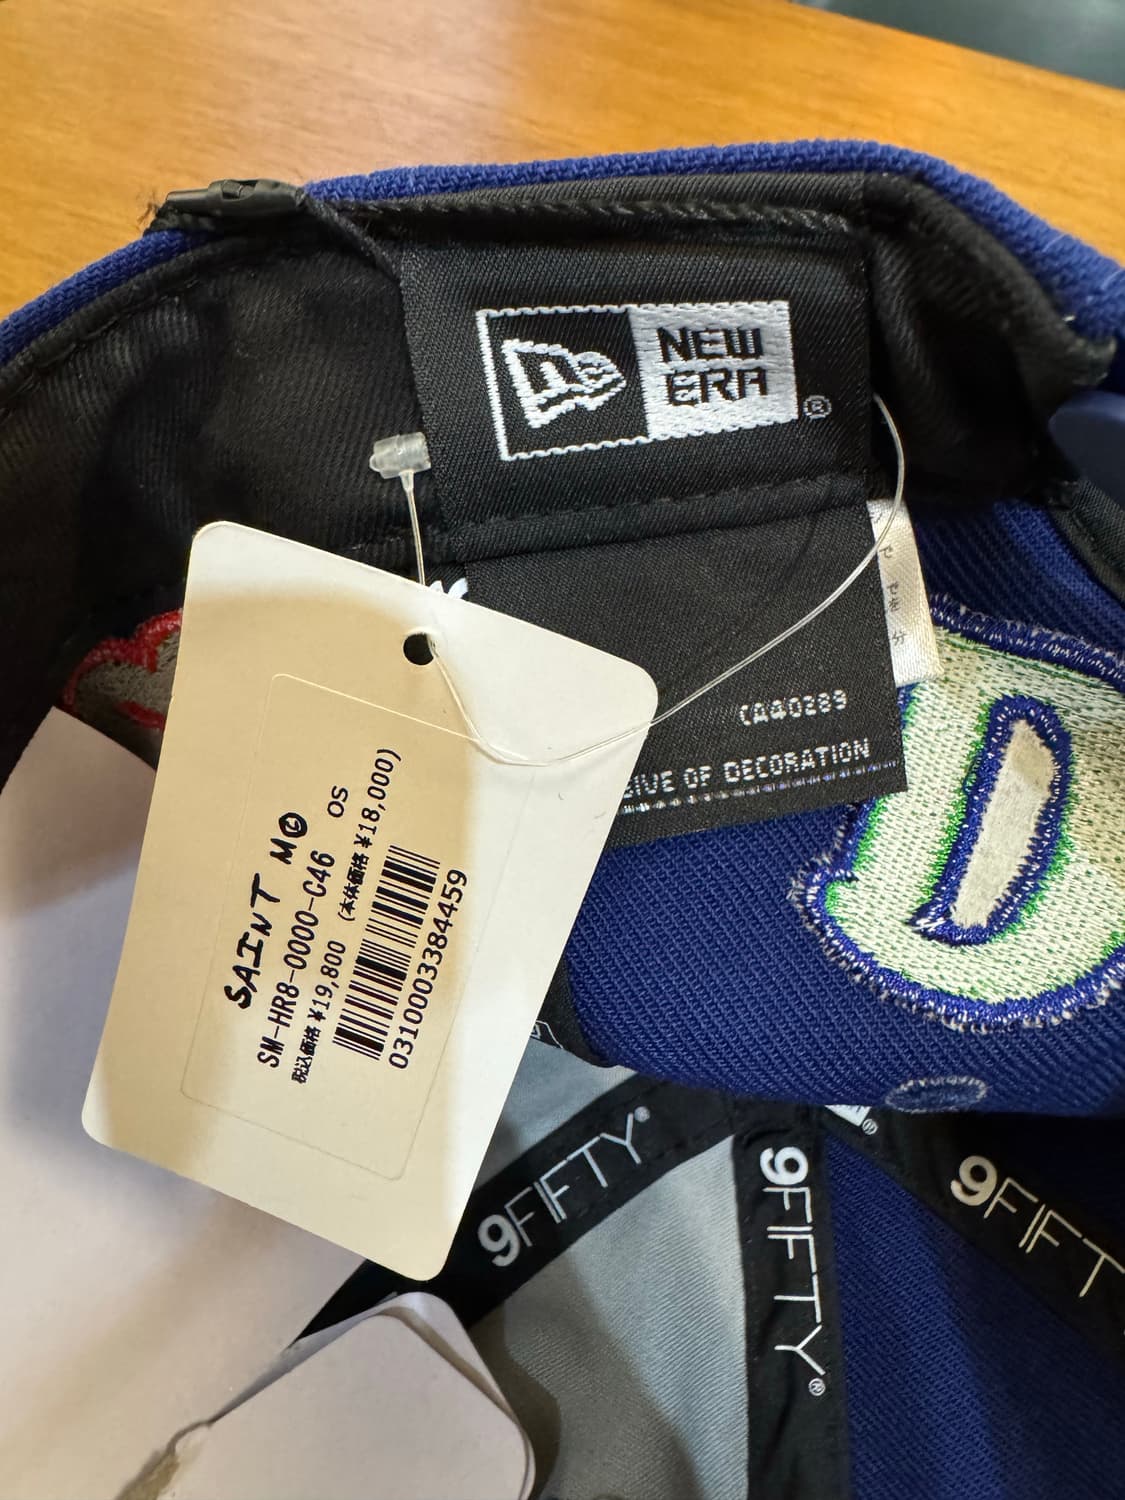 NEW
ERA
®
CA40289
SIVE OF DECORATION
SAINT M
SM-HR8-0000-C46 OS
税込価格 ¥19,800 (本体価格 ¥18,000)
0310003384459
9FIFTY®
9FIFTY®
9FIFT